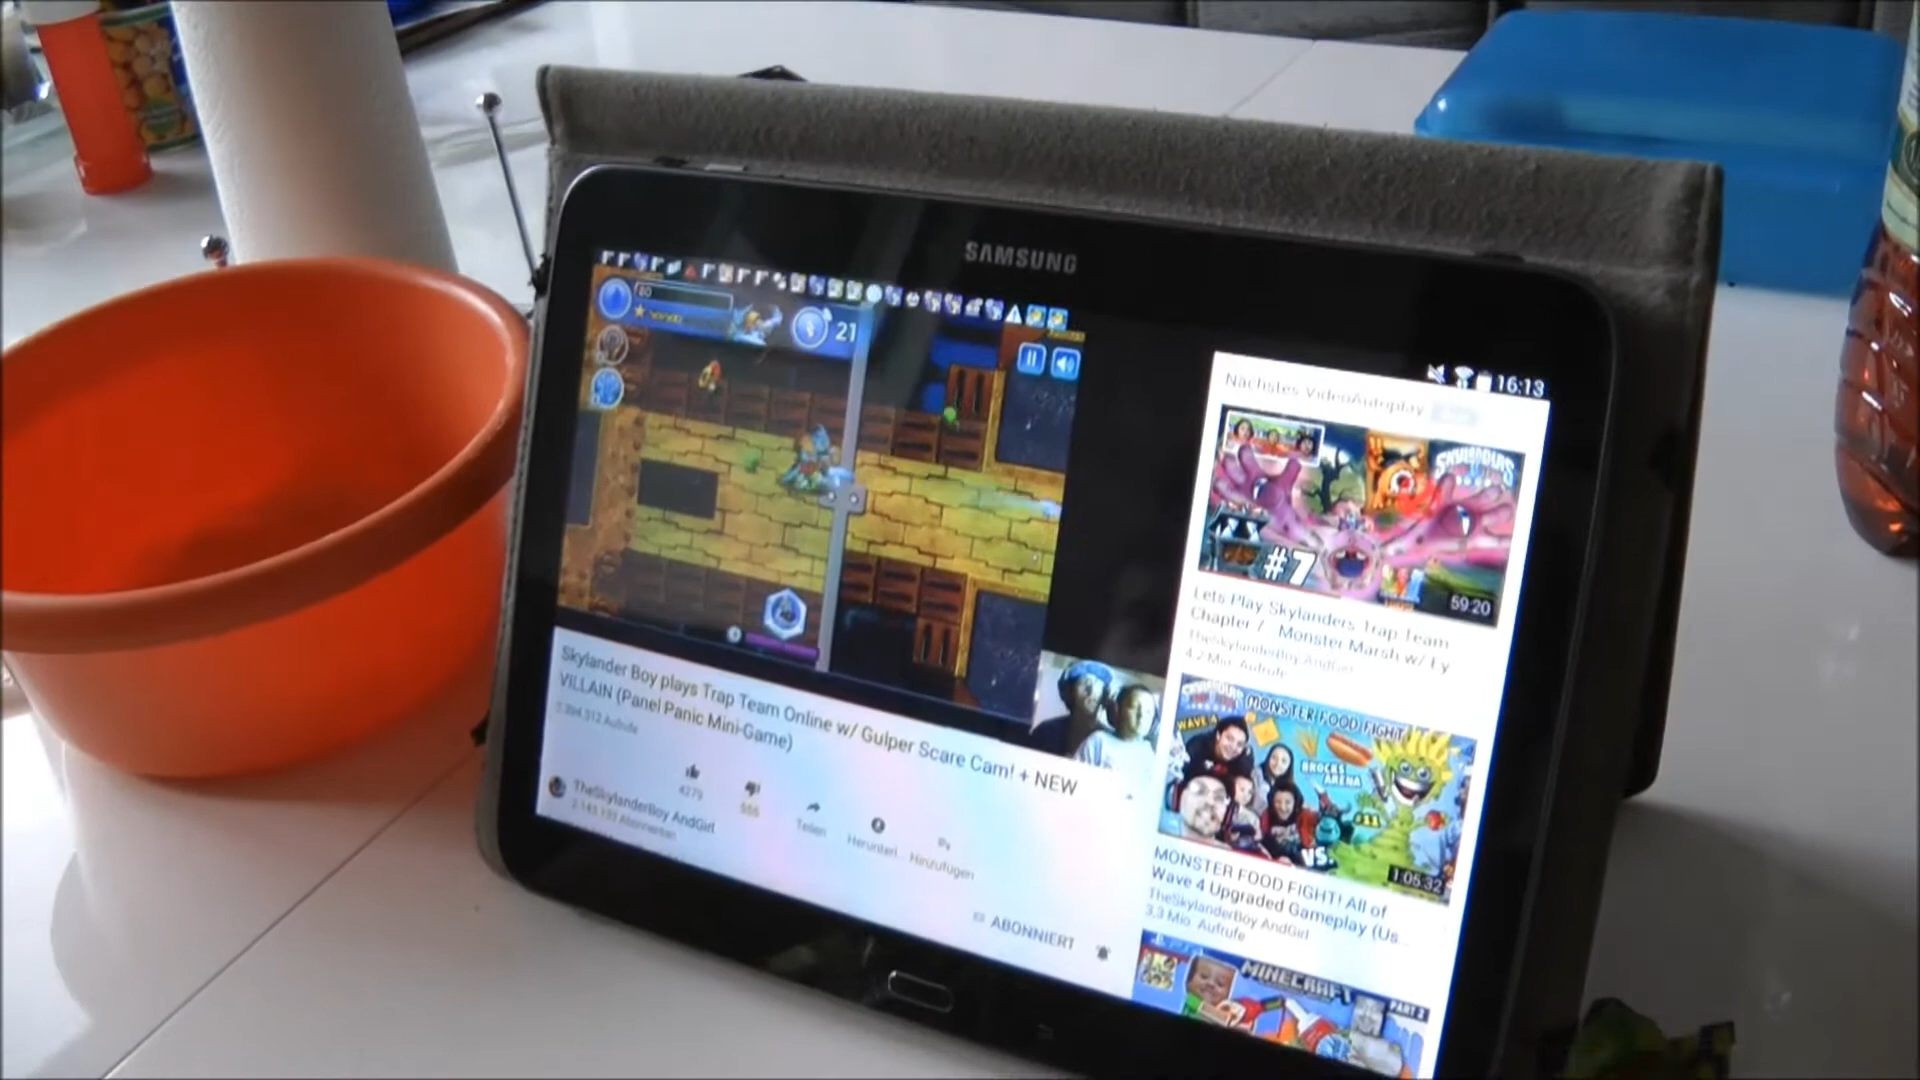 SAMSUNG
80
21
16:13
Nächstes Video Autoplay
SKYLANDERS
#7
59:20
Lets Play Skylanders Trap Team
Chapter 7 - Monster Marsh w/ Ey
TheSkylanderBoy AndGirl
4,2 Mio. Aufrufe
Skylander Boy plays Trap Team Online w/ Gulper Scare Cam! + NEW
VILLAIN (Panel Panic Mini-Game)
Aufrufe
4279
Teilen
Herunterl...
Hinzufügen
TheSkylanderBoy AndGirl
Abonnenten
ABONNIERT
WAVE 4
MONSTER FOOD FIGHT!
BROCKS
ARENA
#11
VS.
1:05:32
MONSTER FOOD FIGHT! All of
Wave 4 Upgraded Gameplay (Us...
TheSkylanderBoy AndGirl
3,3 Mio. Aufrufe
MINECRAFT
PART 2